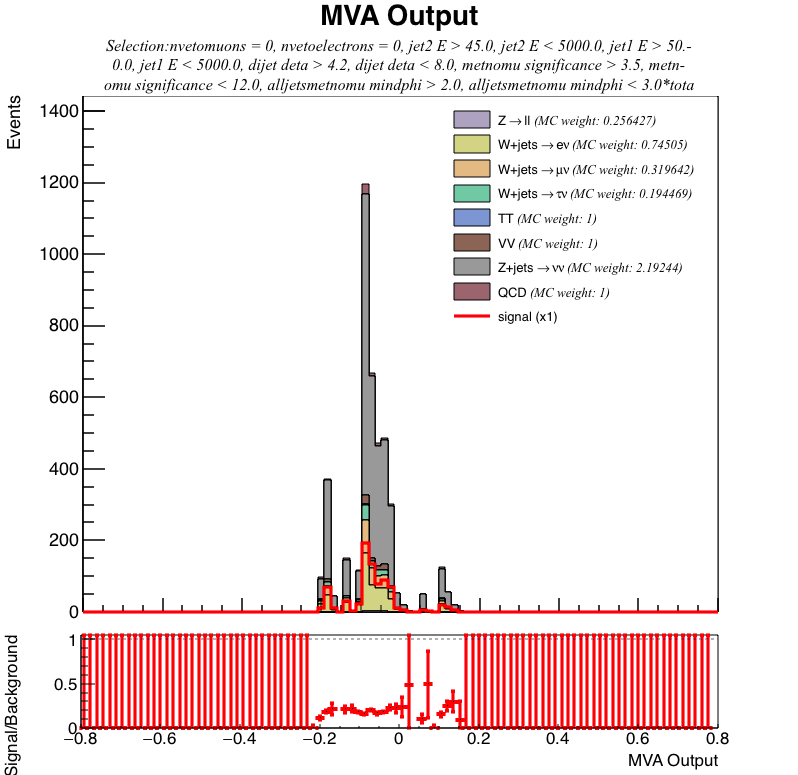 MVA Output
Selection:nvetomuons = 0, nvetoelectrons = 0, jet2 E > 45.0, jet2 E < 5000.0, jet1 E > 50.-
0.0, jet1 E < 5000.0, dijet deta > 4.2, dijet deta < 8.0, metnomu significance > 3.5, metn-
omu significance < 12.0, alljetsmetnomu mindphi > 2.0, alljetsmetnomu mindphi < 3.0*tota
Events
1400
1200
1000
800
600
400
200
0
Z→ll (MC weight: 0.256427)
W+jets→eν (MC weight: 0.74505)
W+jets→μν (MC weight: 0.319642)
W+jets→τν (MC weight: 0.194469)
TT (MC weight: 1)
VV (MC weight: 1)
Z+jets→νν (MC weight: 2.19244)
QCD (MC weight: 1)
signal (x1)
Signal/Background
1
0.5
0
−0.8 −0.6 −0.4 −0.2 0 0.2 0.4 0.6 0.8
MVA Output